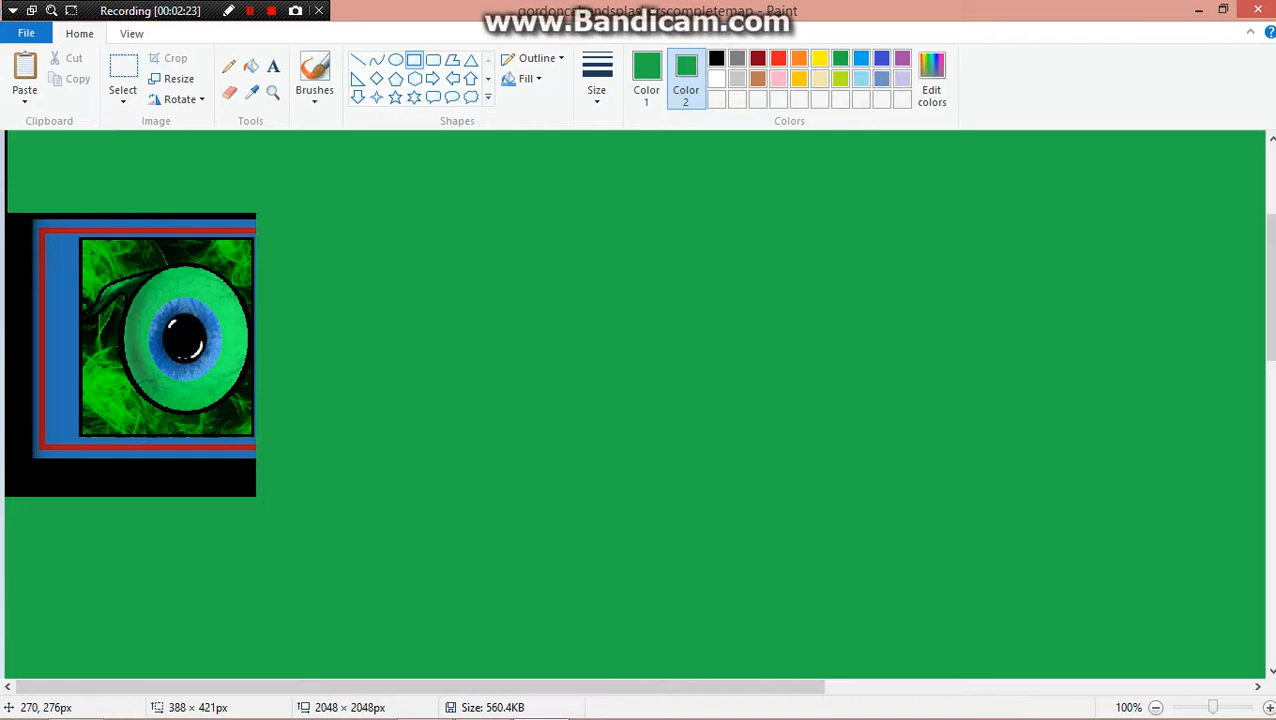 Recording [00:02:23]
www.Bandicam.com
completemap - Paint
File Home View
Paste
Cut
Copy
Clipboard
Select
Crop
Resize
Rotate
Image
A
Tools
Brushes
Outline
Fill
Shapes
Size
Color 1
Color 2
Edit colors
Colors
270, 276px
388 × 421px
2048 × 2048px
Size: 560.4KB
100%